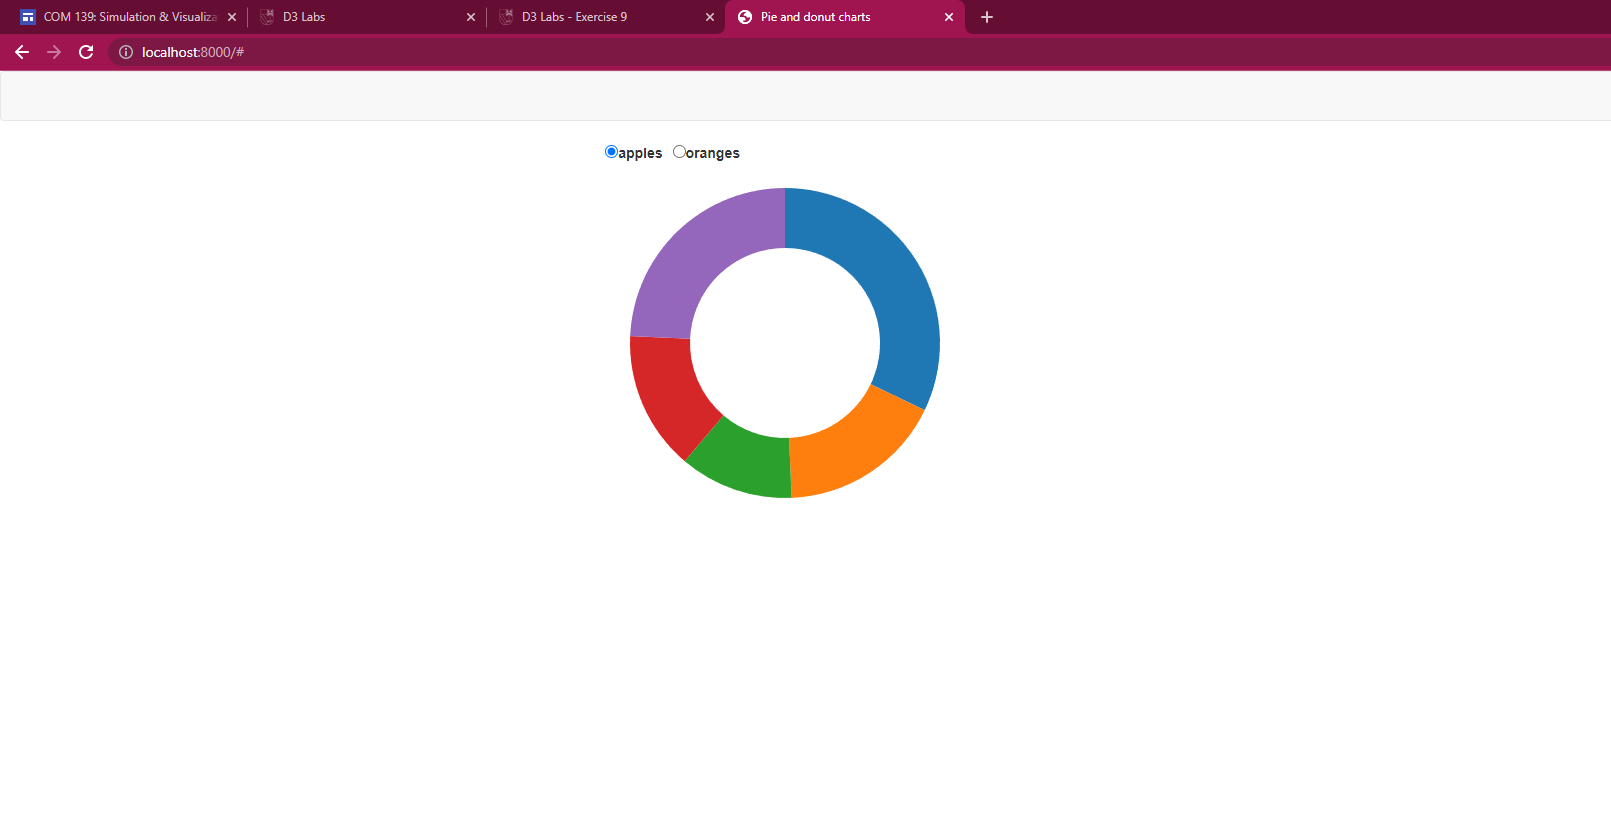 COM 139: Simulation & Visualiza
D3 Labs
D3 Labs - Exercise 9
Pie and donut charts
localhost:8000/#
apples oranges